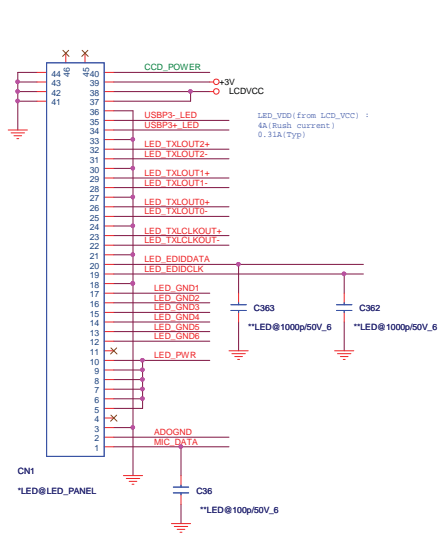 46
45
44
43
42
41
40 CCD_POWER
39 +3V
38 LCDVCC
37
36
35 USBP3-_LED
34 USBP3+_LED
33
32 LED_TXLOUT2+
31 LED_TXLOUT2-
30
29 LED_TXLOUT1+
28 LED_TXLOUT1-
27
26 LED_TXLOUT0+
25 LED_TXLOUT0-
24
23 LED_TXLCLKOUT+
22 LED_TXLCLKOUT-
21
20 LED_EDIDDATA
19 LED_EDIDCLK
18
17 LED_GND1
16 LED_GND2
15 LED_GND3
14 LED_GND4
13 LED_GND5
12 LED_GND6
11
10 LED_PWR
9
8
7
6
5
4
3
2 ADOGND
1 MIC_DATA
LED_VDD(from LCD_VCC) :
4A(Rush current)
0.31A(Typ)
C363
**LED@1000p/50V_6
C362
**LED@1000p/50V_6
CN1
*LED@LED_PANEL
C36
**LED@100p/50V_6